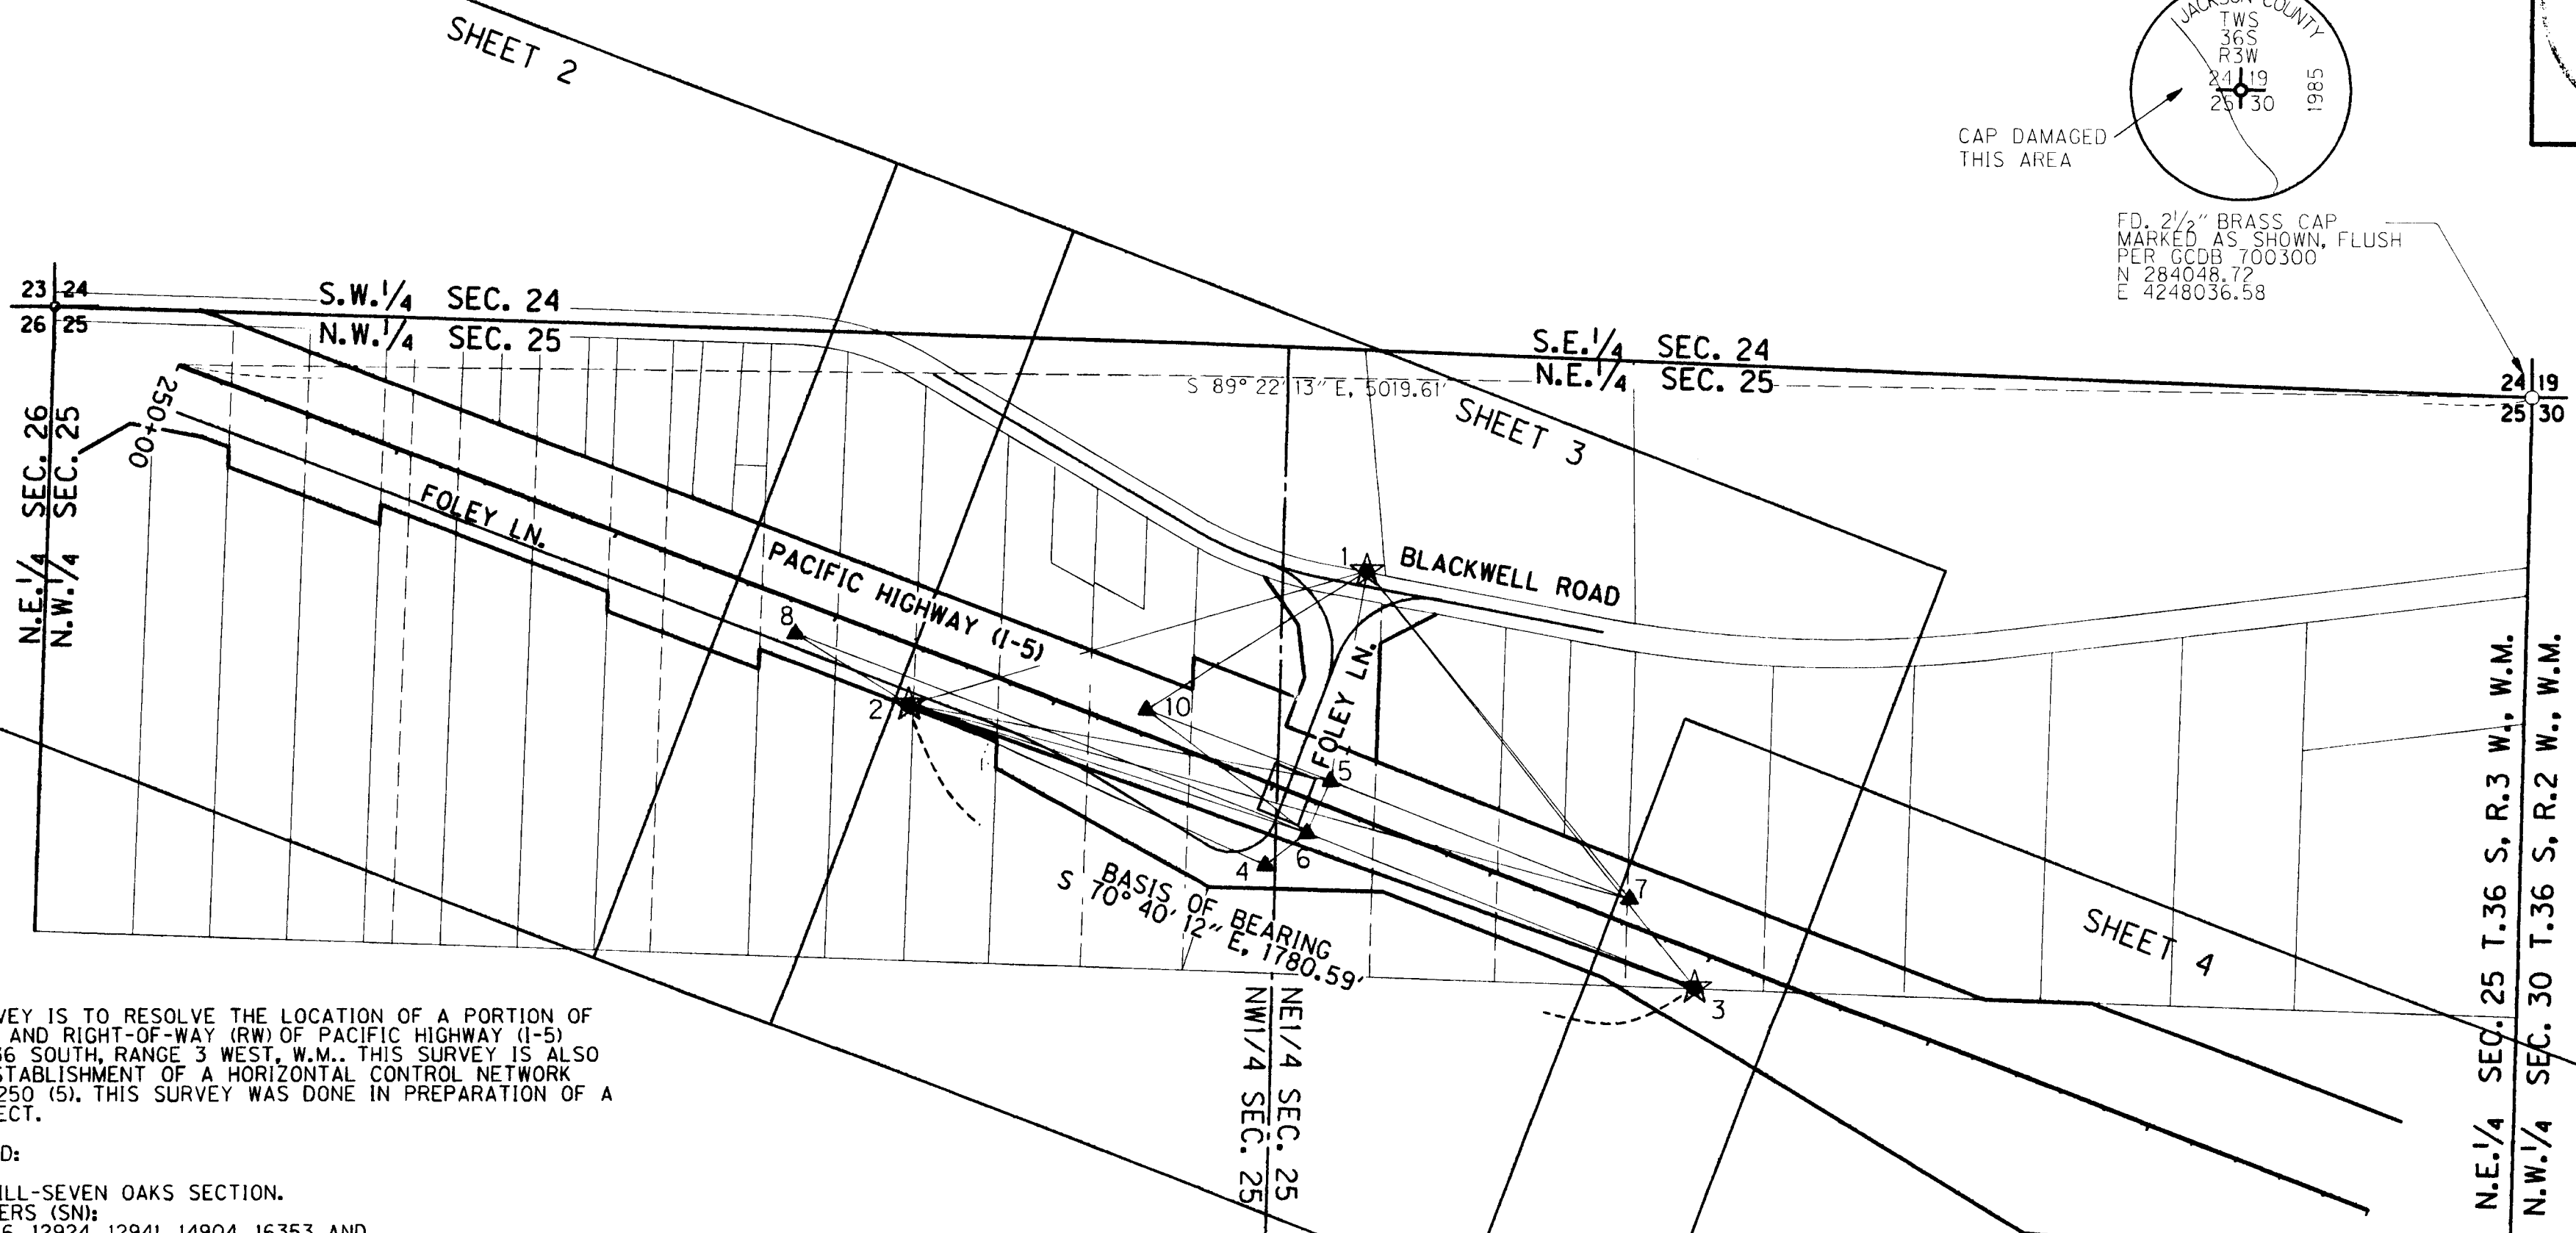 SHEET 2
JACKSON COUNTY
TWS
36S
R3W
24 19
25 30
1985
CAP DAMAGED
THIS AREA
FD. 2 1/2" BRASS CAP
MARKED AS SHOWN, FLUSH
PER GCDB 700300
N 284048.72
E 4248036.58
23 24
26 25
S.W. 1/4 SEC. 24
N.W. 1/4 SEC. 25
S.E. 1/4 SEC. 24
N.E. 1/4 SEC. 25
24 19
25 30
S 89° 22' 13" E, 5019.61'
SHEET 3
N.E. 1/4 SEC. 26
N.W. 1/4 SEC. 25
250+00
FOLEY LN.
PACIFIC HIGHWAY (I-5)
1
BLACKWELL ROAD
8
2
10
FOLEY LN.
5
6
4
7
3
BASIS OF BEARING
S 70° 40' 12" E, 1780.59'
SHEET 4
NW1/4 SEC. 25
NE1/4 SEC. 25
N.E. 1/4 SEC. 25 T.36 S, R.3 W., W.M.
N.W. 1/4 SEC. 30 T.36 S, R.2 W., W.M.
VEY IS TO RESOLVE THE LOCATION OF A PORTION OF
AND RIGHT-OF-WAY (RW) OF PACIFIC HIGHWAY (I-5)
36 SOUTH, RANGE 3 WEST, W.M.. THIS SURVEY IS ALSO
STABLISHMENT OF A HORIZONTAL CONTROL NETWORK
250 (5). THIS SURVEY WAS DONE IN PREPARATION OF A
ECT.
D:
ILL-SEVEN OAKS SECTION.
ERS (SN):
6, 12924, 12941, 14904, 16353 AND